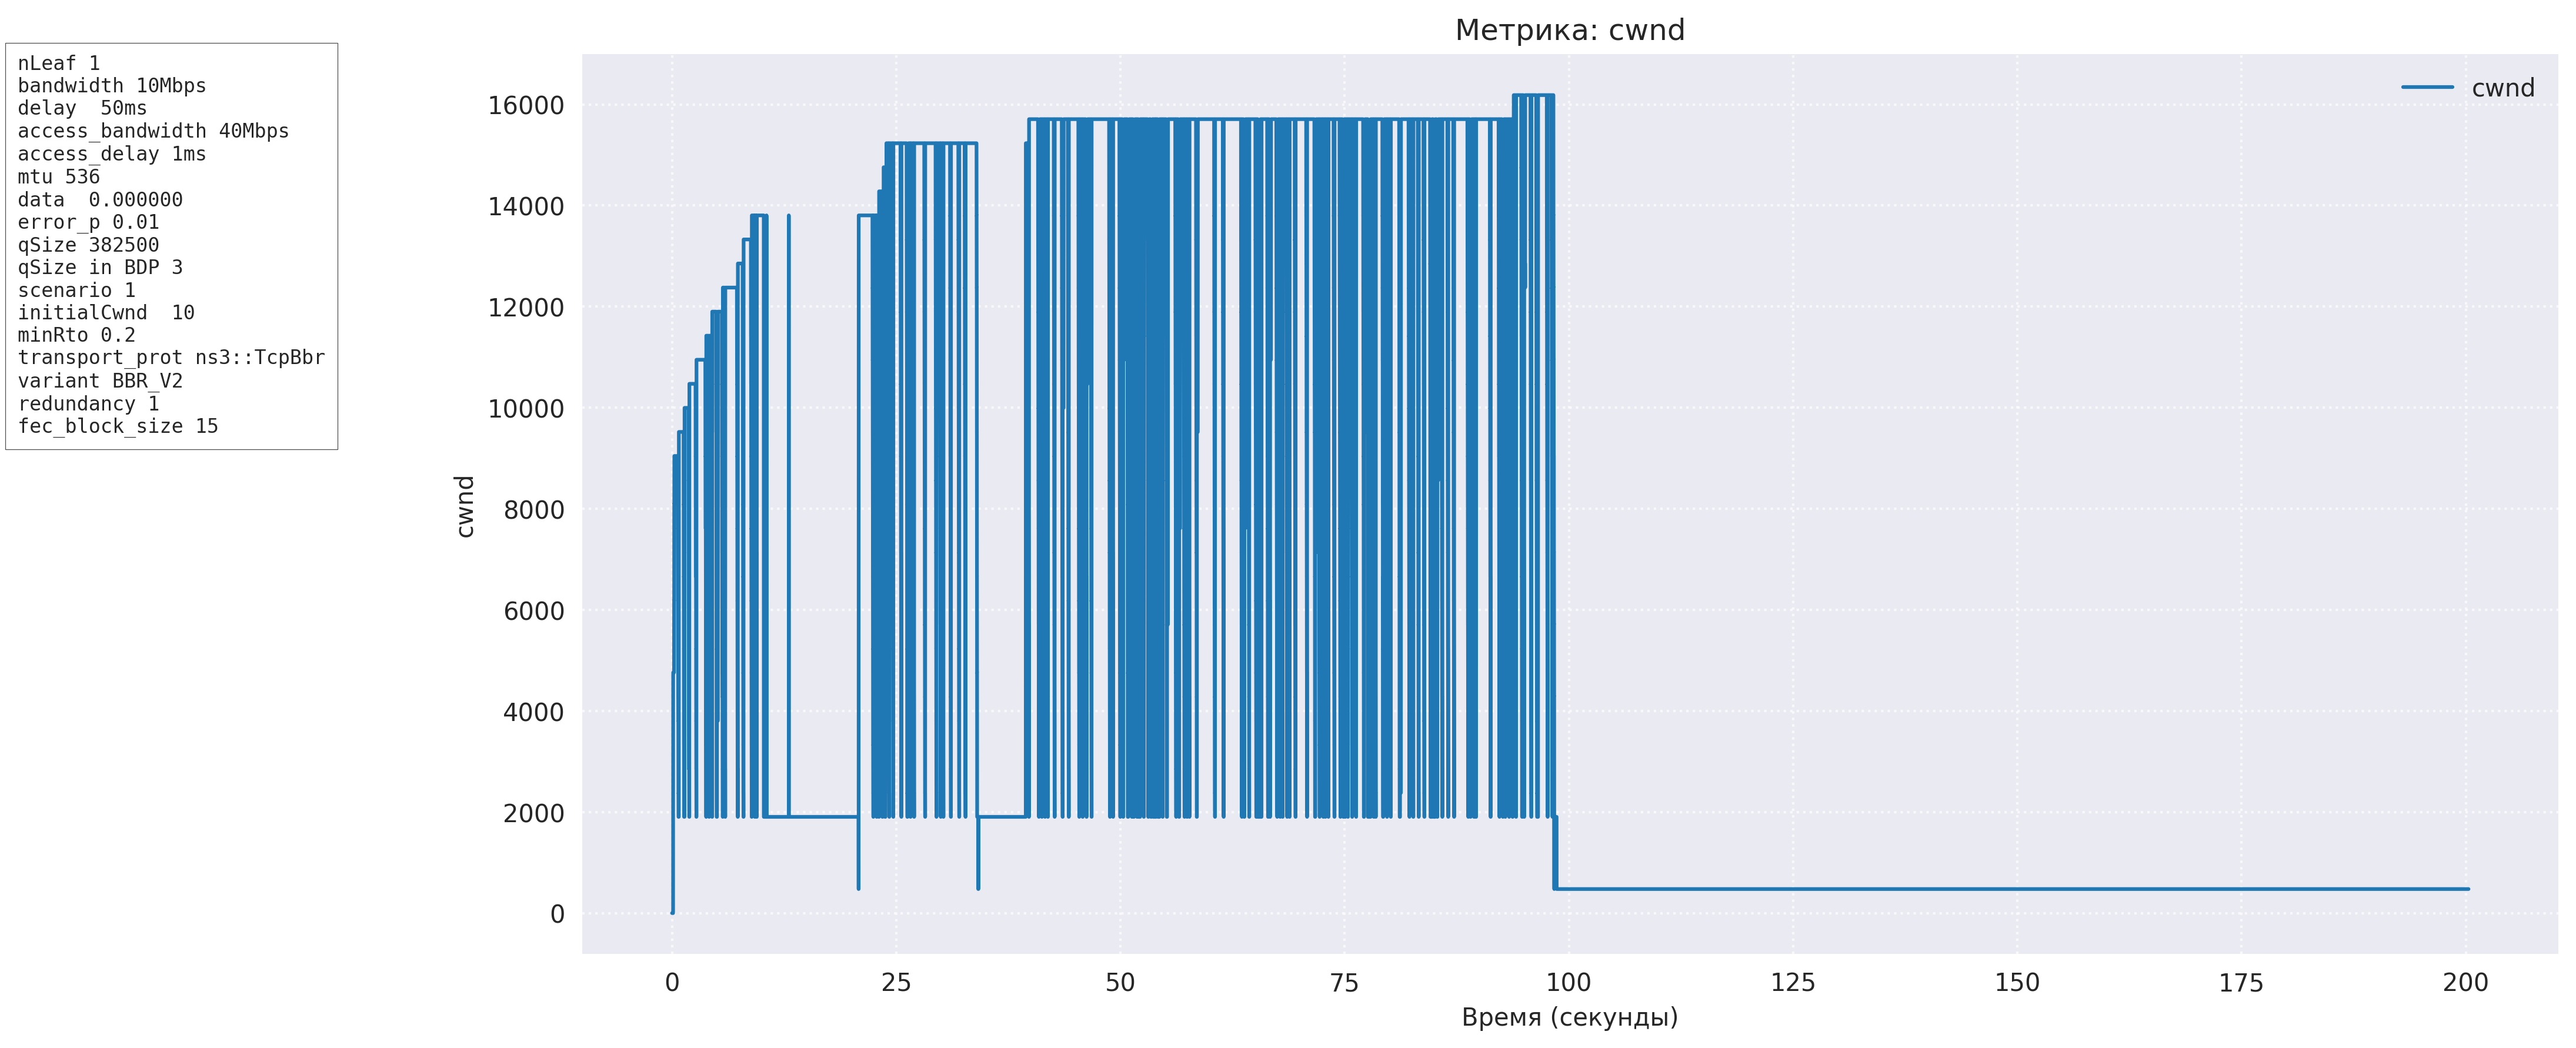 nLeaf 1
bandwidth 10Mbps
delay  50ms
access_bandwidth 40Mbps
access_delay 1ms
mtu 536
data  0.000000
error_p 0.01
qSize 382500
qSize in BDP 3
scenario 1
initialCwnd  10
minRto 0.2
transport_prot ns3::TcpBbr
variant BBR_V2
redundancy 1
fec_block_size 15
Метрика: cwnd
cwnd
cwnd
16000
14000
12000
10000
8000
6000
4000
2000
0
0 25 50 75 100 125 150 175 200
Время (секунды)